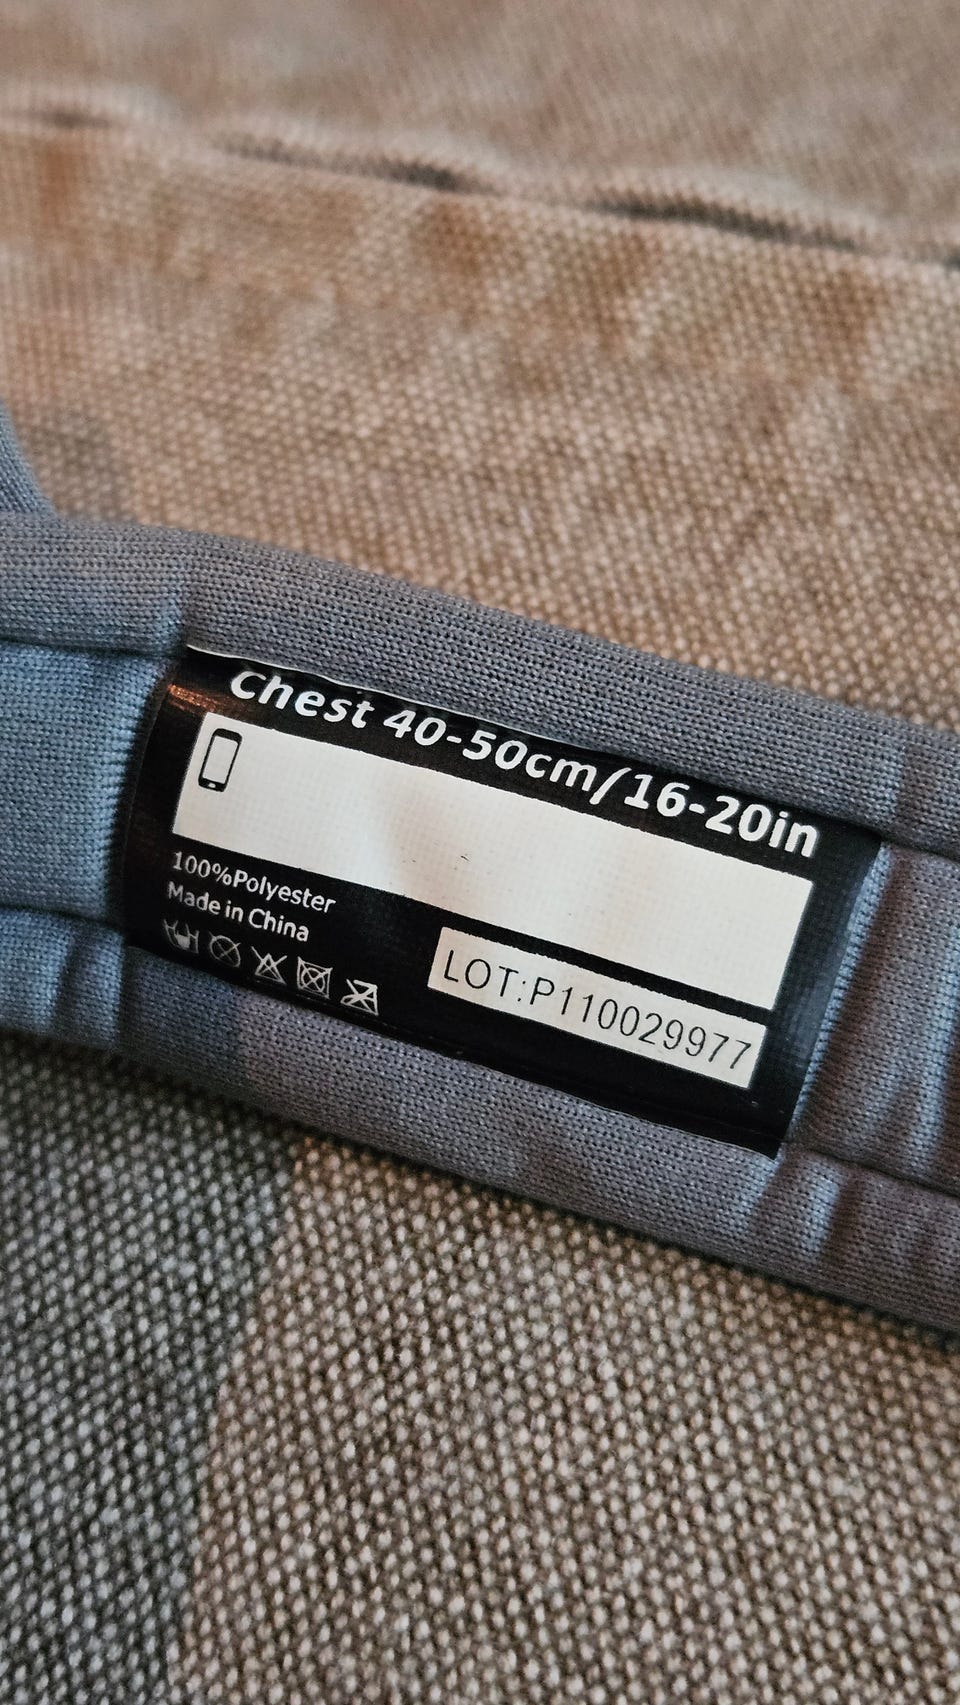 Chest 40-50cm/16-20in
100%Polyester
Made in China
LOT:P110029977